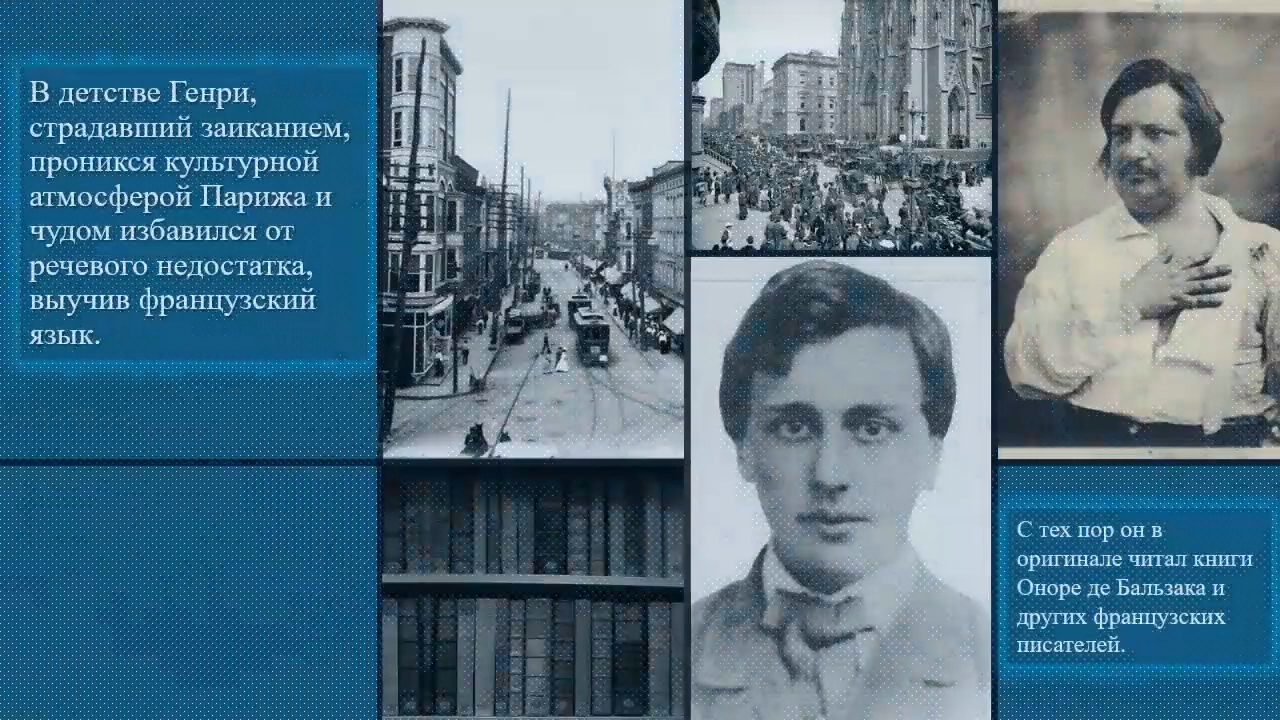 В детстве Генри,
страдавший заиканием,
проникся культурной
атмосферой Парижа и
чудом избавился от
речевого недостатка,
выучив французский
язык.
С тех пор он в
оригинале читал книги
Оноре де Бальзака и
других французских
писателей.